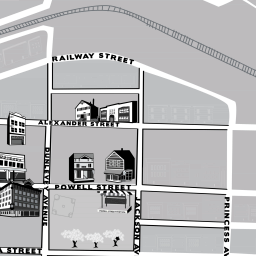 RAILWAY STREET
ALEXANDER STREET
DUNLEVY AVENUE
POWELL STREET
JACKSON AV
PRINCESS AV
A STREET